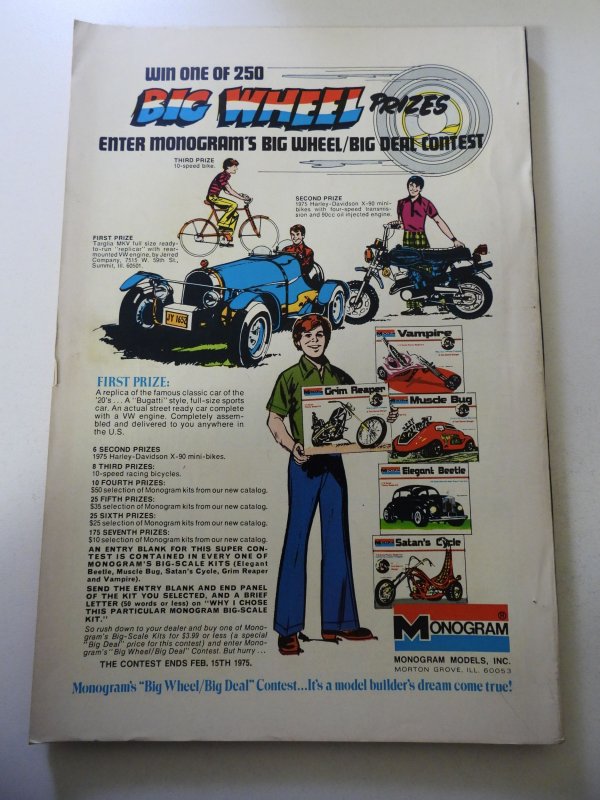 WIN ONE OF 250
BIG WHEEL PRIZES
ENTER MONOGRAM'S BIG WHEEL/BIG DEAL CONTEST
THIRD PRIZE
10-speed bike.
SECOND PRIZE
1975 Harley-Davidson X-90 mini-
bikes with four-speed transmis-
sion and 90cc oil injected engine.
FIRST PRIZE
Targlia MKV full size ready-
to-run "replicar" with rear-
mounted VW engine, by Jerred
Company, 7515 W. 59th St.,
Summit, Ill. 60501.
FIRST PRIZE:
A replica of the famous classic car of the
'20's... A "Bugatti" style, full-size sports
car. An actual street ready car complete
with a VW engine. Completely assem-
bled and delivered to you anywhere in
the U.S.
6 SECOND PRIZES
1975 Harley-Davidson X-90 mini-bikes.
8 THIRD PRIZES:
10-speed racing bicycles.
10 FOURTH PRIZES:
$50 selection of Monogram kits from our new catalog.
25 FIFTH PRIZES:
$35 selection of Monogram kits from our new catalog.
25 SIXTH PRIZES:
$25 selection of Monogram kits from our new catalog.
175 SEVENTH PRIZES:
$10 selection of Monogram kits from our new catalog.
AN ENTRY BLANK FOR THIS SUPER CON-
TEST IS CONTAINED IN EVERY ONE OF
MONOGRAM'S BIG-SCALE KITS (Elegant
Beetle, Muscle Bug, Satan's Cycle, Grim Reaper
and Vampire).
SEND THE ENTRY BLANK AND END PANEL
OF THE KIT YOU SELECTED, AND A BRIEF
LETTER (50 words or less) on "WHY I CHOSE
THIS PARTICULAR MONOGRAM BIG-SCALE
KIT."
So rush down to your dealer and buy one of Mono-
gram's Big-Scale Kits for $3.99 or less (a special
"Big Deal" price for this contest) and enter Mono-
gram's "Big Wheel/Big Deal" Contest. But hurry...
THE CONTEST ENDS FEB. 15TH 1975.
Vampire
Grim Reaper
Muscle Bug
Elegant Beetle
Satan's Cycle
MONOGRAM®
MONOGRAM MODELS, INC.
MORTON GROVE, ILL. 60053
Monogram's "Big Wheel/Big Deal" Contest...It's a model builder's dream come true!